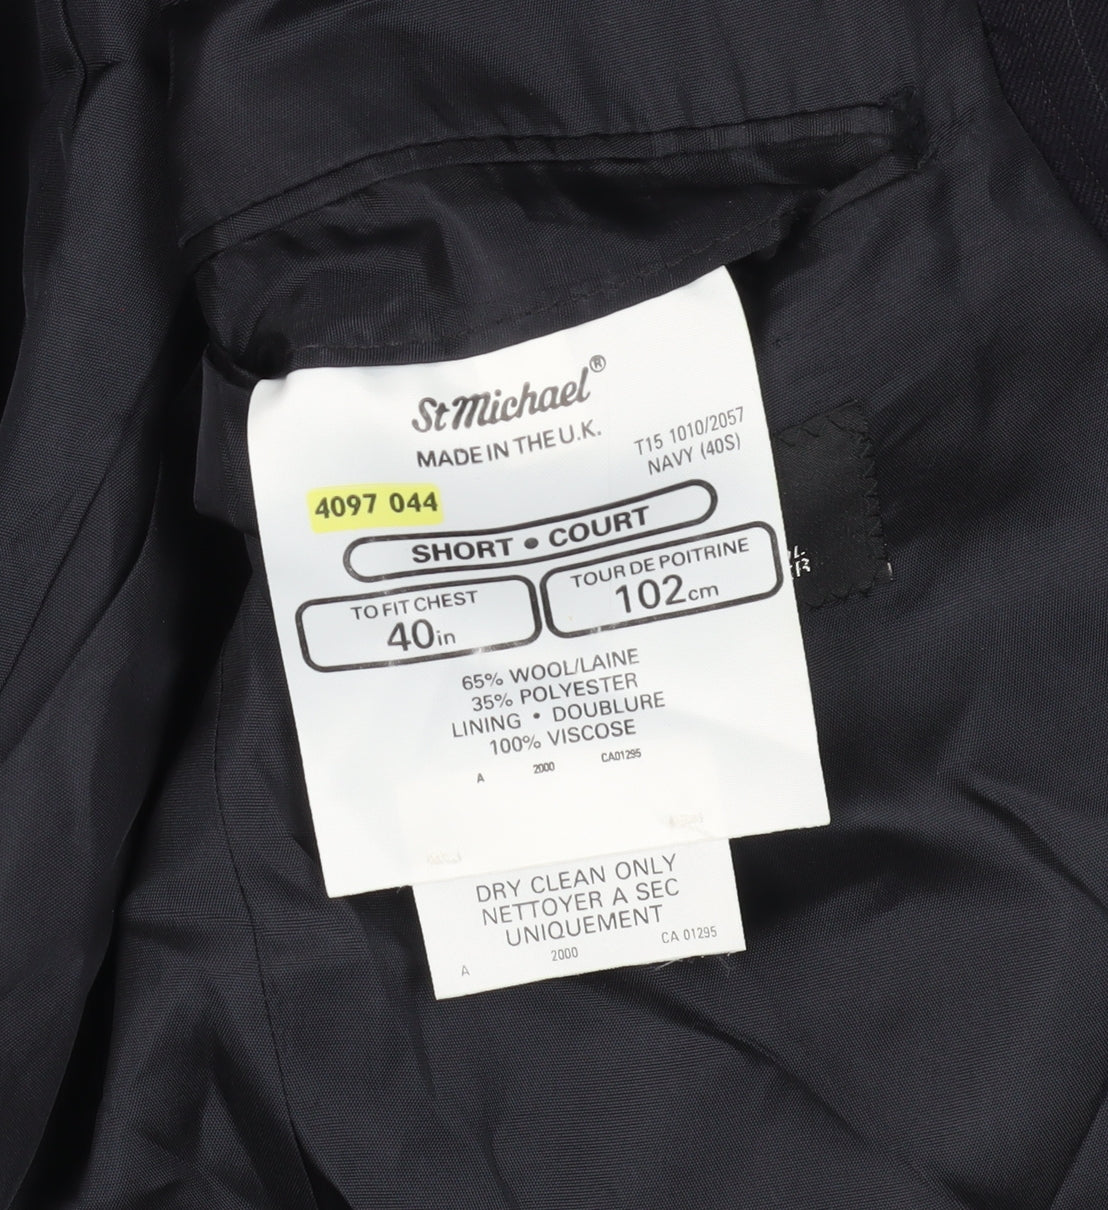 St Michael®
MADE IN THE U.K.
T15 1010/2057
NAVY (40S)
4097 044
SHORT • COURT
TO FIT CHEST
40in
TOUR DE POITRINE
102cm
65% WOOL/LAINE
35% POLYESTER
LINING • DOUBLURE
100% VISCOSE
A 2000 CA01295
DRY CLEAN ONLY
NETTOYER A SEC
UNIQUEMENT
A 2000 CA 01295